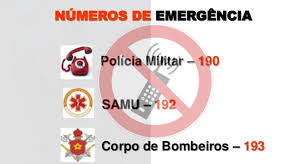 NÚMEROS DE EMERGÊNCIA
Polícia Militar – 190
SAMU – 192
Corpo de Bombeiros – 193